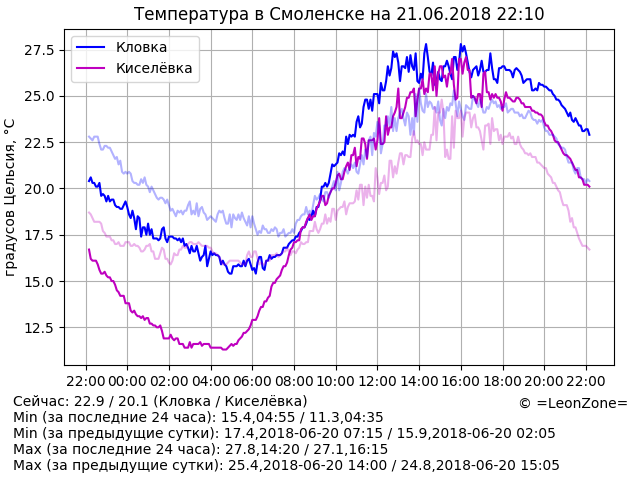 Температура в Смоленске на 21.06.2018 22:10
Кловка
Киселёвка
градусов Цельсия, °C
27.5
25.0
22.5
20.0
17.5
15.0
12.5
22:00 00:00 02:00 04:00 06:00 08:00 10:00 12:00 14:00 16:00 18:00 20:00 22:00
Сейчас: 22.9 / 20.1 (Кловка / Киселёвка)
© =LeonZone=
Min (за последние 24 часа): 15.4,04:55 / 11.3,04:35
Min (за предыдущие сутки): 17.4,2018-06-20 07:15 / 15.9,2018-06-20 02:05
Max (за последние 24 часа): 27.8,14:20 / 27.1,16:15
Max (за предыдущие сутки): 25.4,2018-06-20 14:00 / 24.8,2018-06-20 15:05